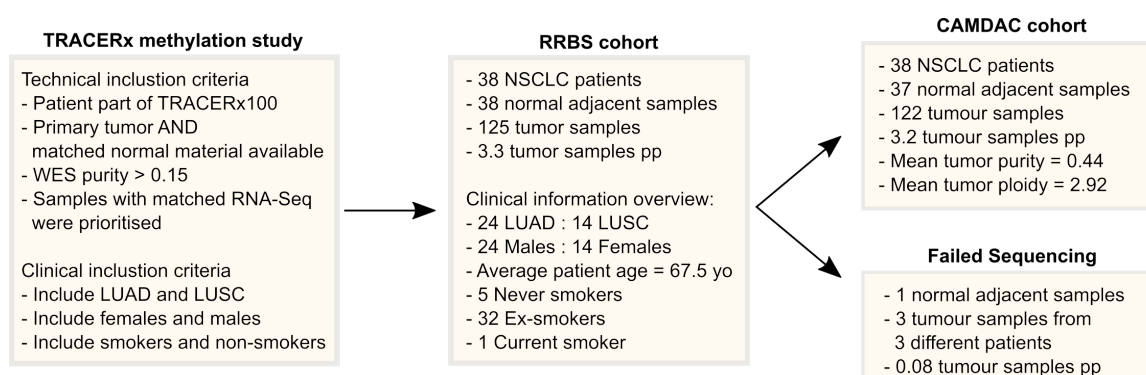 TRACERx methylation study
Technical inclustion criteria
- Patient part of TRACERx100
- Primary tumor AND
matched normal material available
- WES purity > 0.15
- Samples with matched RNA-Seq
were prioritised
Clinical inclustion criteria
- Include LUAD and LUSC
- Include females and males
- Include smokers and non-smokers
RRBS cohort
- 38 NSCLC patients
- 38 normal adjacent samples
- 125 tumor samples
- 3.3 tumor samples pp
Clinical information overview:
- 24 LUAD : 14 LUSC
- 24 Males : 14 Females
- Average patient age = 67.5 yo
- 5 Never smokers
- 32 Ex-smokers
- 1 Current smoker
CAMDAC cohort
- 38 NSCLC patients
- 37 normal adjacent samples
- 122 tumour samples
- 3.2 tumour samples pp
- Mean tumor purity = 0.44
- Mean tumor ploidy = 2.92
Failed Sequencing
- 1 normal adjacent samples
- 3 tumour samples from
3 different patients
- 0.08 tumour samples pp